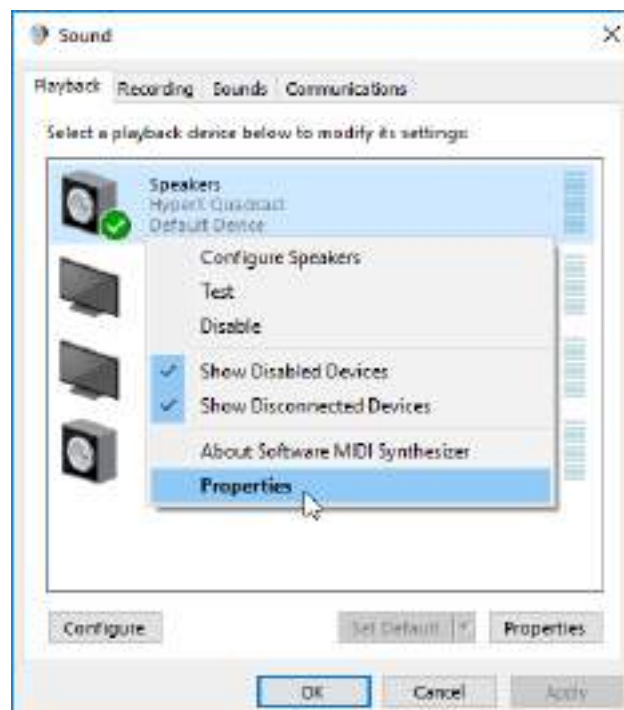 Sound
Playback Recording Sounds Communications
Select a playback device below to modify its settings:
Speakers
HyperX Quadcast
Default Device
Configure Speakers
Test
Disable
Show Disabled Devices
Show Disconnected Devices
About Software MIDI Synthesizer
Properties
Configure Set Default Properties
OK Cancel Apply